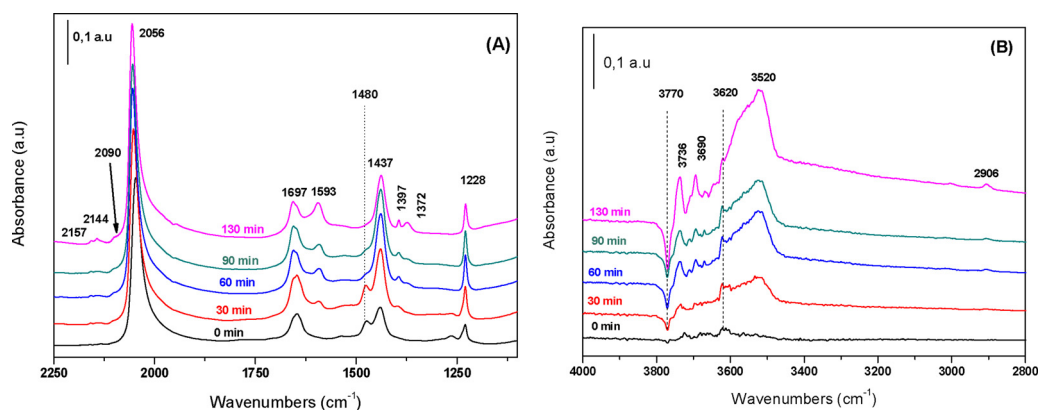 0,1 a.u
2056
(A)
1480
2090
1437
2144
2157
1697
1593
1397
1372
1228
130 min
90 min
60 min
30 min
0 min
Absorbance (a.u)
2250
2000
1750
1500
1250
Wavenumbers (cm⁻¹)
(B)
0,1 a.u
3770
3620
3520
3736
3690
2906
130 min
90 min
60 min
30 min
0 min
Absorbance (a.u)
4000
3800
3600
3400
3200
3000
2800
Wavenumbers (cm⁻¹)